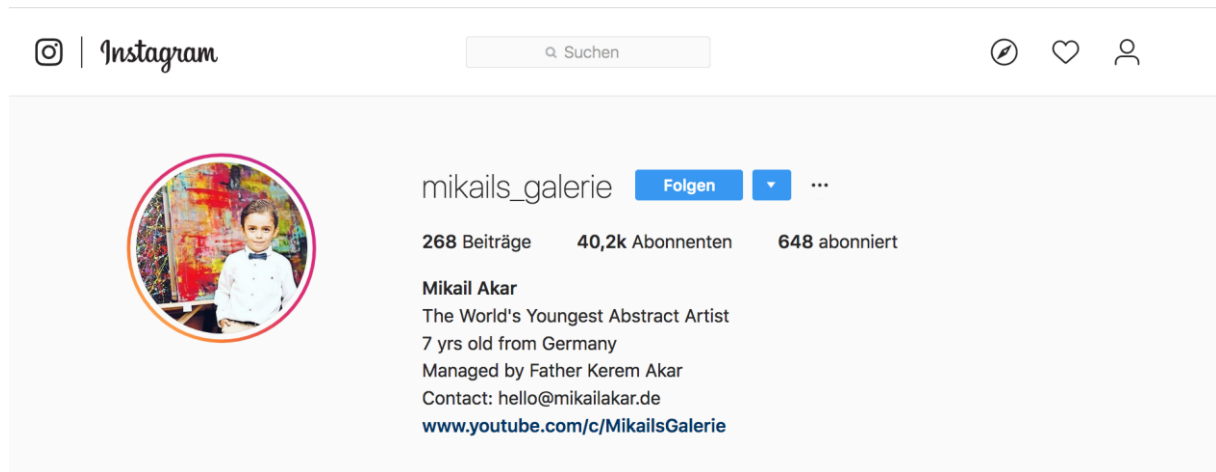 Instagram
Suchen
mikails_galerie Folgen ...
268 Beiträge 40,2k Abonnenten 648 abonniert
Mikail Akar
The World's Youngest Abstract Artist
7 yrs old from Germany
Managed by Father Kerem Akar
Contact: hello@mikailakar.de
www.youtube.com/c/MikailsGalerie